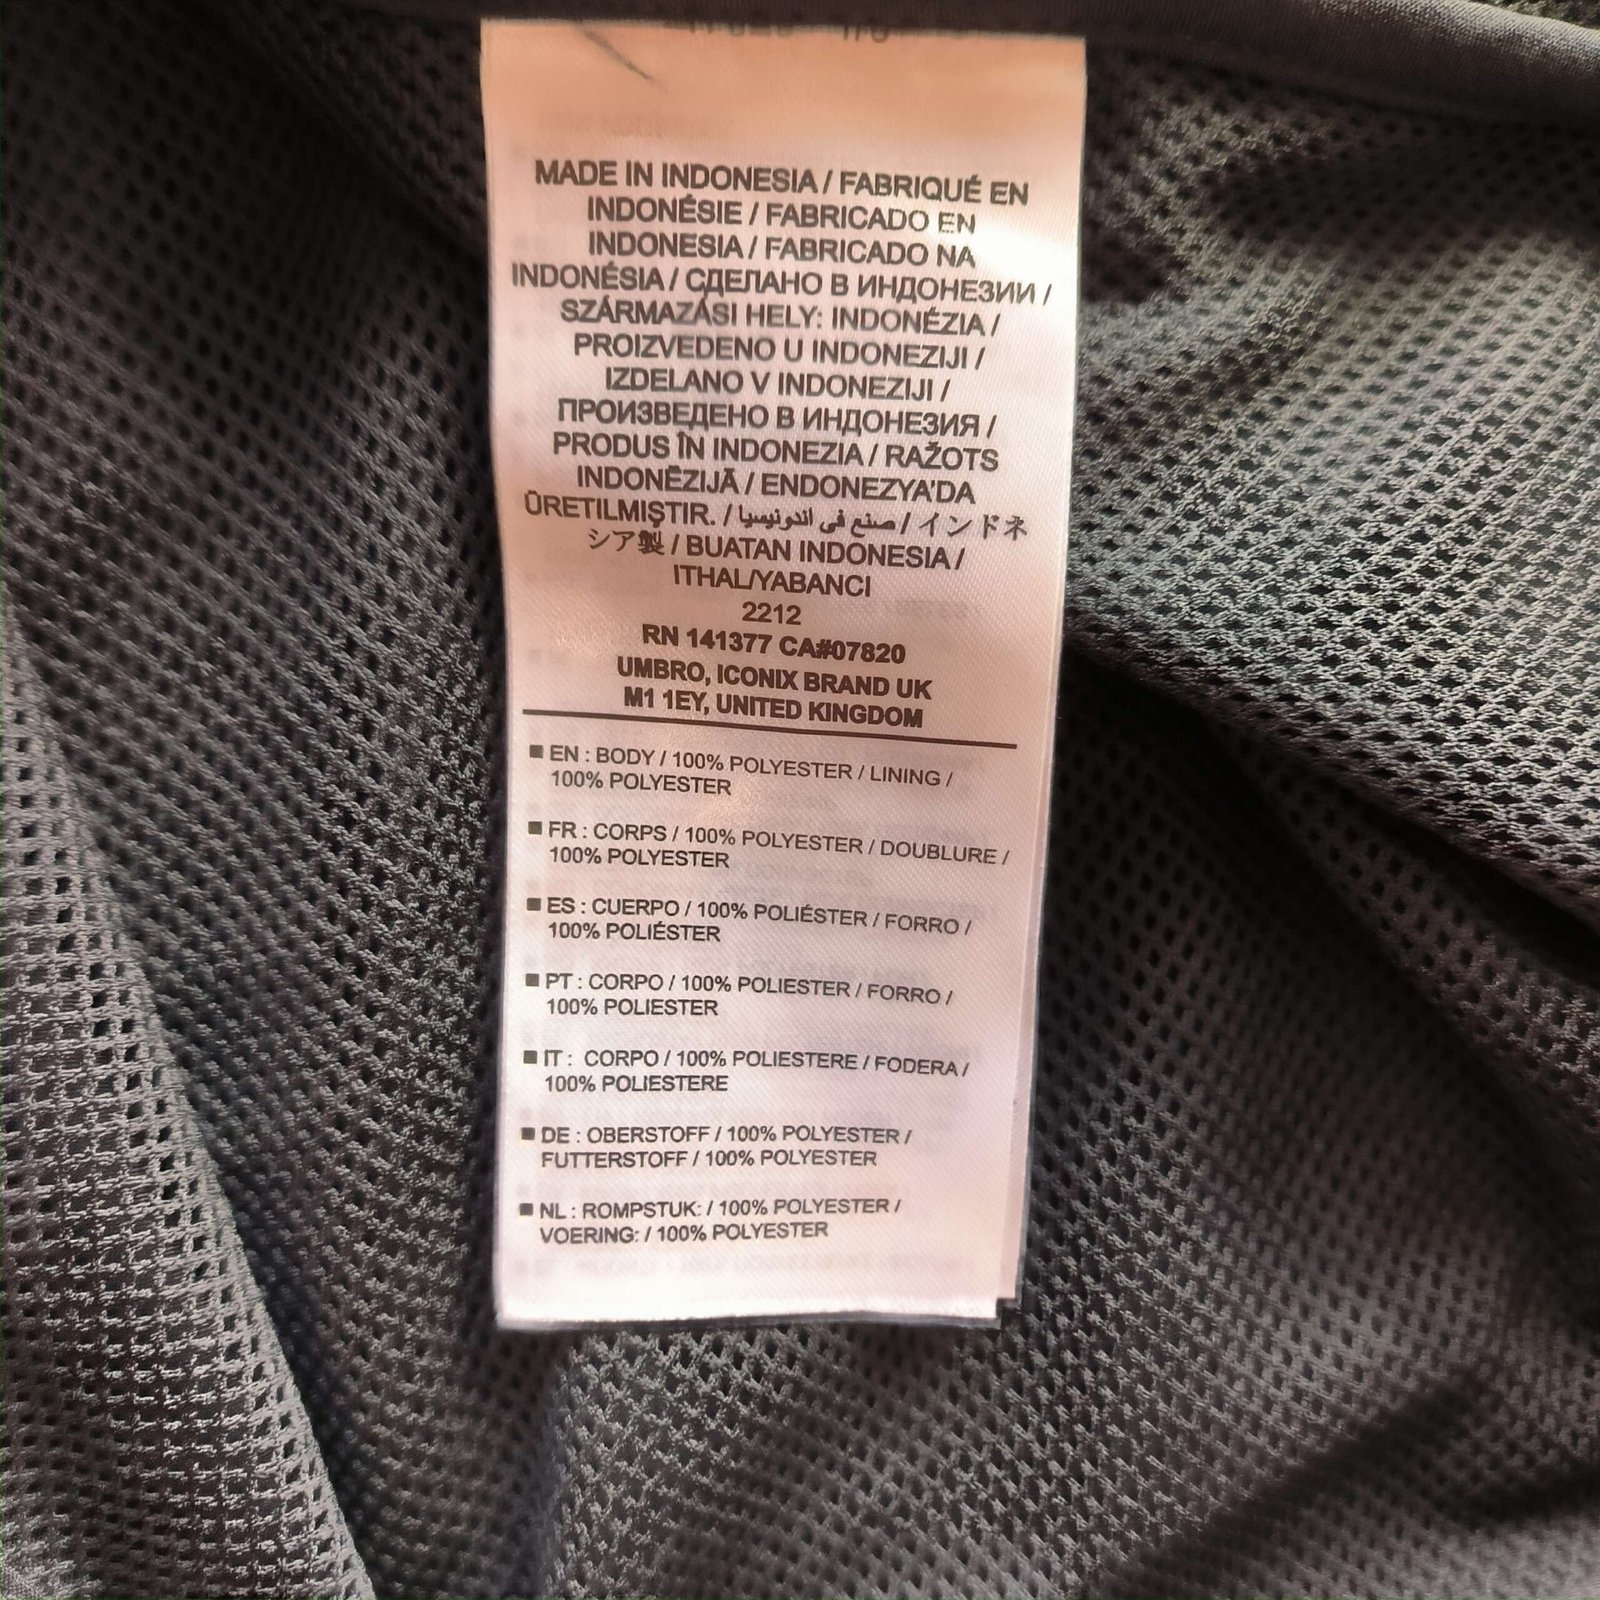 MADE IN INDONESIA / FABRIQUÉ EN
INDONÉSIE / FABRICADO EN
INDONESIA / FABRICADO NA
INDONÉSIA / СДЕЛАНО В ИНДОНЕЗИИ /
SZÁRMAZÁSI HELY: INDONÉZIA /
PROIZVEDENO U INDONEZIJI /
IZDELANO V INDONEZIJI /
ПРОИЗВЕДЕНО В ИНДОНЕЗИЯ /
PRODUS ÎN INDONEZIA / RAŽOTS
INDONĒZIJĀ / ENDONEZYA'DA
ÜRETILMIŞTIR. / صنع في اندونيسيا / インドネ
シア製 / BUATAN INDONESIA /
ITHAL/YABANCI
2212
RN 141377 CA#07820
UMBRO, ICONIX BRAND UK
M1 1EY, UNITED KINGDOM
■ EN : BODY / 100% POLYESTER / LINING /
100% POLYESTER
■ FR : CORPS / 100% POLYESTER / DOUBLURE /
100% POLYESTER
■ ES : CUERPO / 100% POLIÉSTER / FORRO /
100% POLIÉSTER
■ PT : CORPO / 100% POLIESTER / FORRO /
100% POLIESTER
■ IT : CORPO / 100% POLIESTERE / FODERA /
100% POLIESTERE
■ DE : OBERSTOFF / 100% POLYESTER /
FUTTERSTOFF / 100% POLYESTER
■ NL : ROMPSTUK: / 100% POLYESTER /
VOERING: / 100% POLYESTER